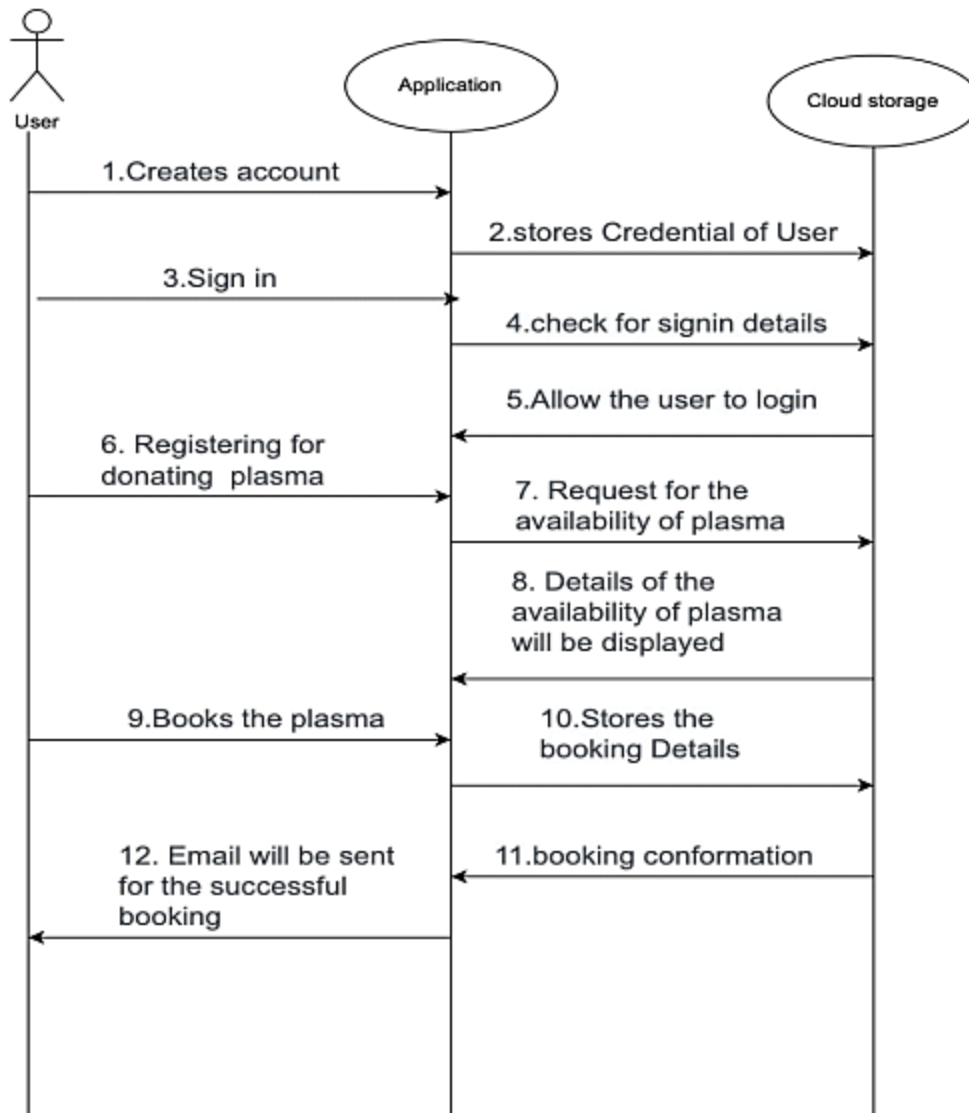 User
Application
Cloud storage
1.Creates account
2.stores Credential of User
3.Sign in
4.check for signin details
5.Allow the user to login
6. Registering for
donating  plasma
7. Request for the
availability of plasma
8. Details of the
availability of plasma
will be displayed
9.Books the plasma
10.Stores the
booking Details
11.booking conformation
12. Email will be sent
for the successful
booking